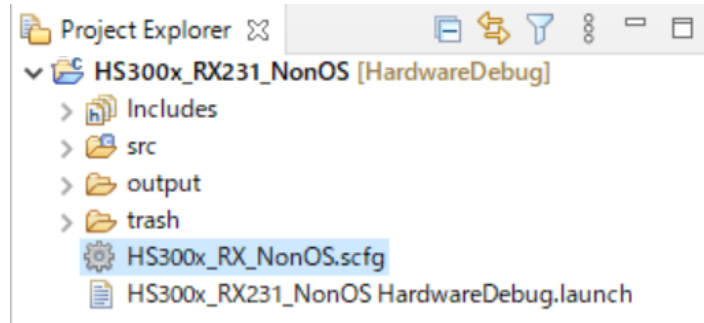 Project Explorer
HS300x_RX231_NonOS [HardwareDebug]
Includes
src
output
trash
HS300x_RX_NonOS.scfg
HS300x_RX231_NonOS HardwareDebug.launch